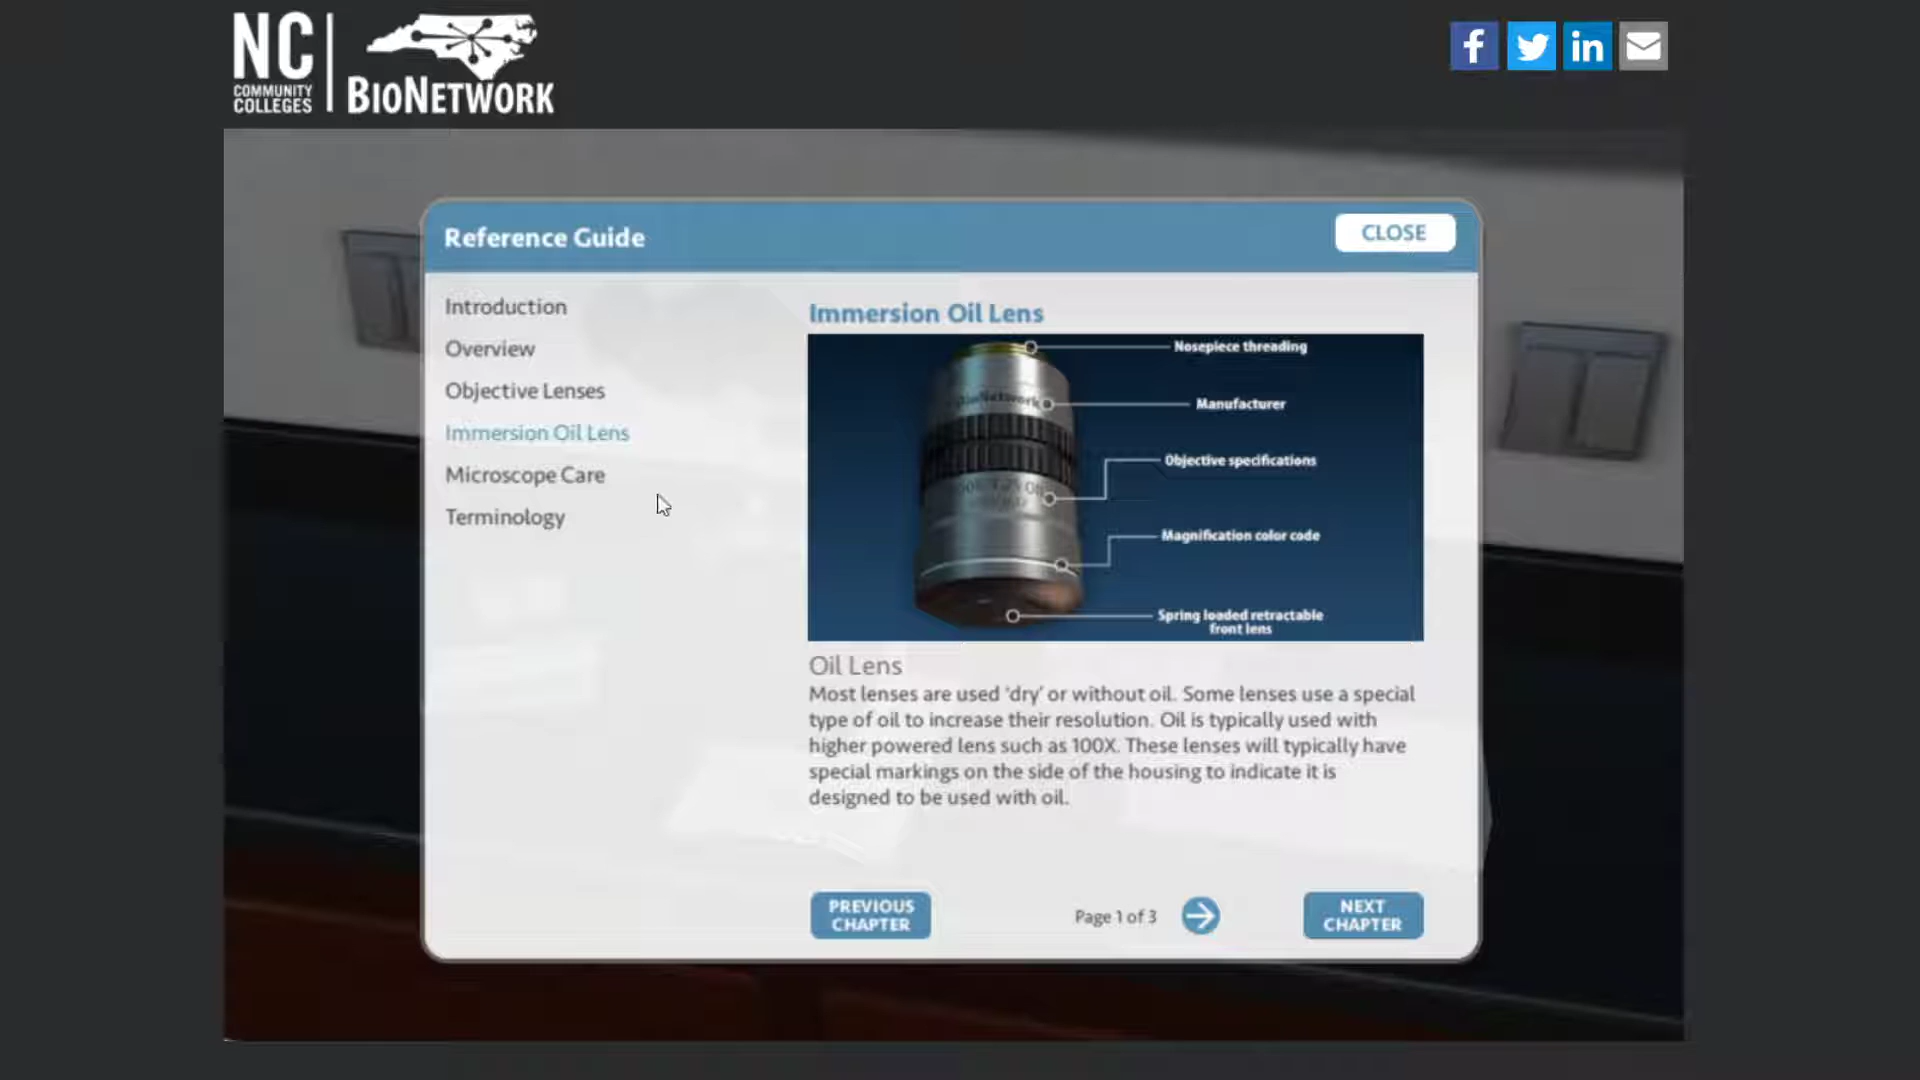 NC
COMMUNITY
COLLEGES
BIONETWORK
Reference Guide
CLOSE
Introduction
Overview
Objective Lenses
Immersion Oil Lens
Microscope Care
Terminology
Immersion Oil Lens
Nosepiece threading
BioNetwork
Manufacturer
Objective specifications
Magnification color code
Spring loaded retractable
front lens
Oil Lens
Most lenses are used ‘dry’ or without oil. Some lenses use a special
type of oil to increase their resolution. Oil is typically used with
higher powered lens such as 100X. These lenses will typically have
special markings on the side of the housing to indicate it is
designed to be used with oil.
PREVIOUS
CHAPTER
Page 1 of 3
NEXT
CHAPTER